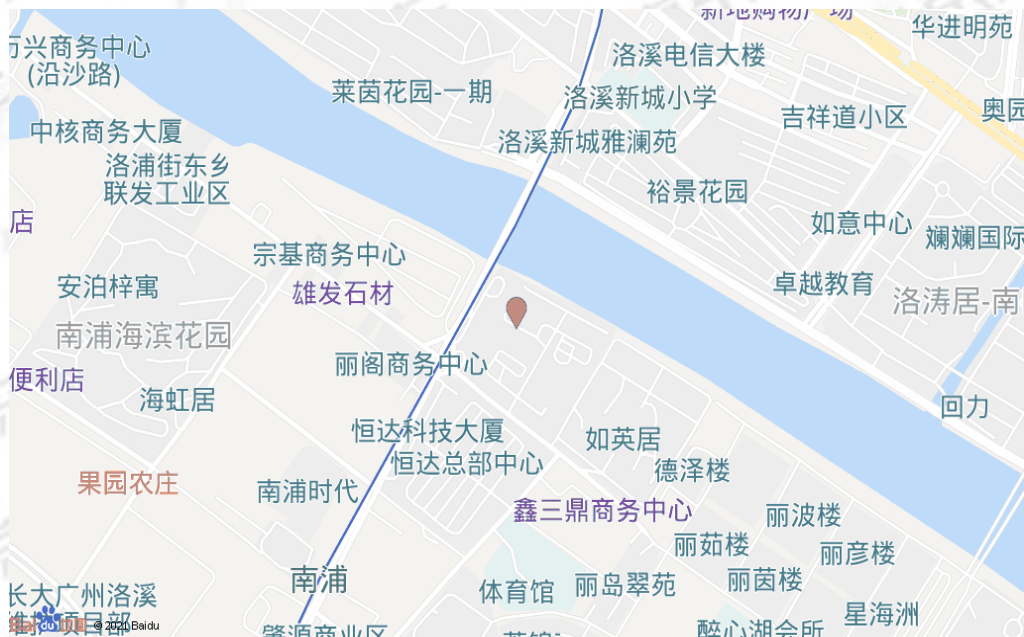 新地购物广场
华进明苑
万兴商务中心
(沿沙路)
洛溪电信大楼
莱茵花园-一期
洛溪新城小学
奥园
吉祥道小区
中核商务大厦
洛溪新城雅澜苑
洛浦街东乡
联发工业区
裕景花园
店
如意中心
斓斓国际
宗基商务中心
安泊梓寓
雄发石材
卓越教育
洛涛居-南
南浦海滨花园
丽阁商务中心
便利店
海虹居
回力
恒达科技大厦
如英居
恒达总部中心
德泽楼
果园农庄
南浦时代
鑫三鼎商务中心
丽波楼
丽茹楼
丽彦楼
南浦
体育馆
丽岛翠苑
丽茵楼
长大广州洛溪
项目部
星海洲
© 2021 Baidu
肇源商业区
醉心湖会所